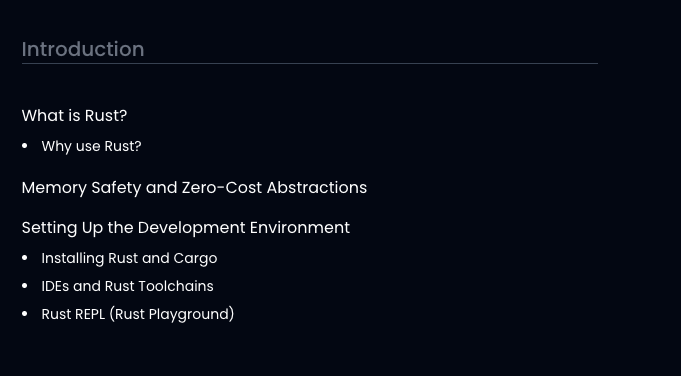 Introduction
What is Rust?
• Why use Rust?
Memory Safety and Zero-Cost Abstractions
Setting Up the Development Environment
• Installing Rust and Cargo
• IDEs and Rust Toolchains
• Rust REPL (Rust Playground)